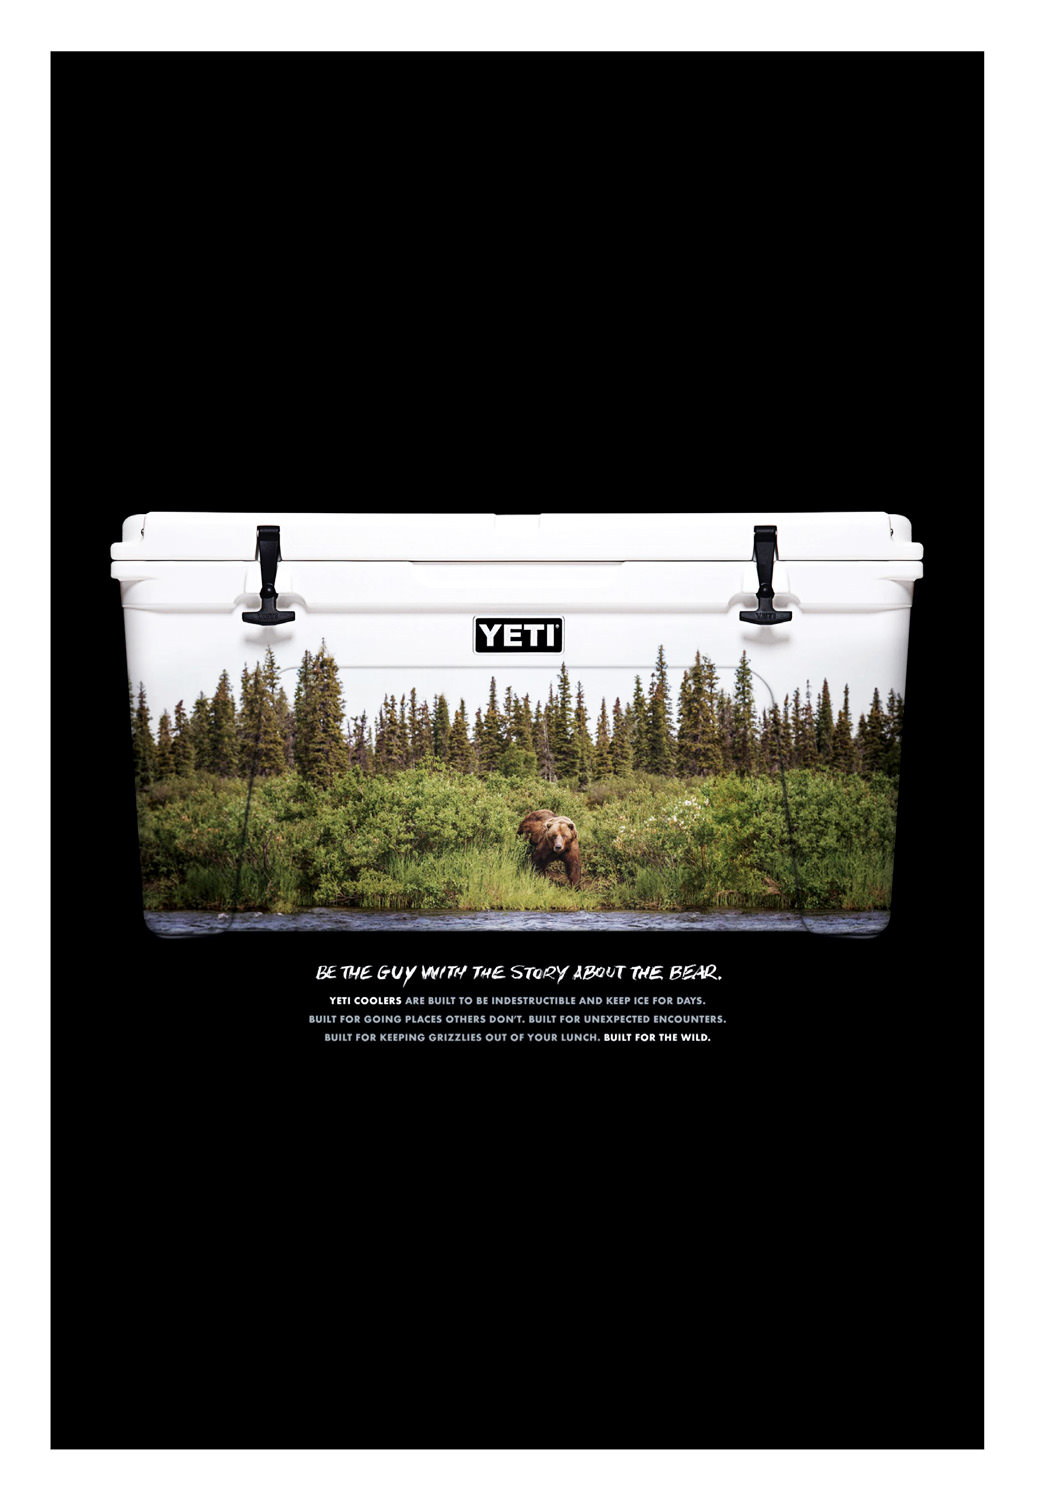 YETI
BE THE GUY WITH THE STORY ABOUT THE BEAR.
YETI COOLERS ARE BUILT TO BE INDESTRUCTIBLE AND KEEP ICE FOR DAYS.
BUILT FOR GOING PLACES OTHERS DON'T. BUILT FOR UNEXPECTED ENCOUNTERS.
BUILT FOR KEEPING GRIZZLIES OUT OF YOUR LUNCH. BUILT FOR THE WILD.